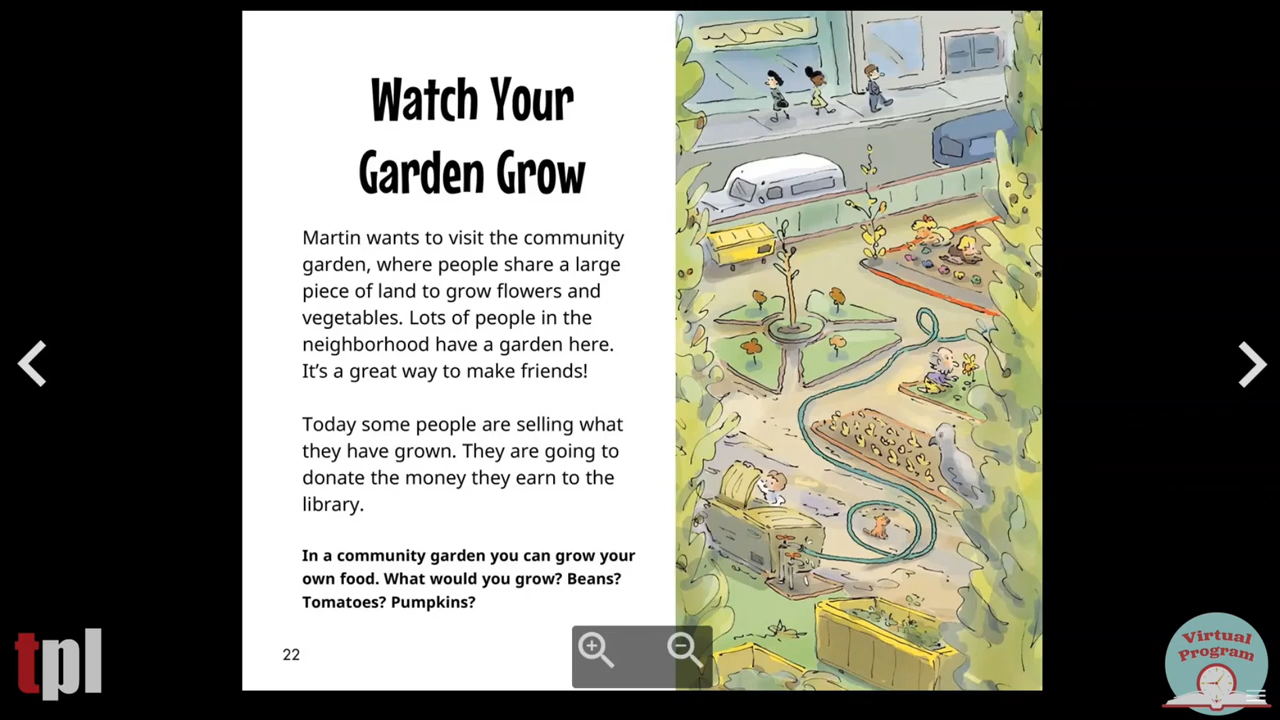 Watch Your
Garden Grow
Martin wants to visit the community
garden, where people share a large
piece of land to grow flowers and
vegetables. Lots of people in the
neighborhood have a garden here.
It’s a great way to make friends!
Today some people are selling what
they have grown. They are going to
donate the money they earn to the
library.
In a community garden you can grow your
own food. What would you grow? Beans?
Tomatoes? Pumpkins?
22
tpl
Virtual
Program